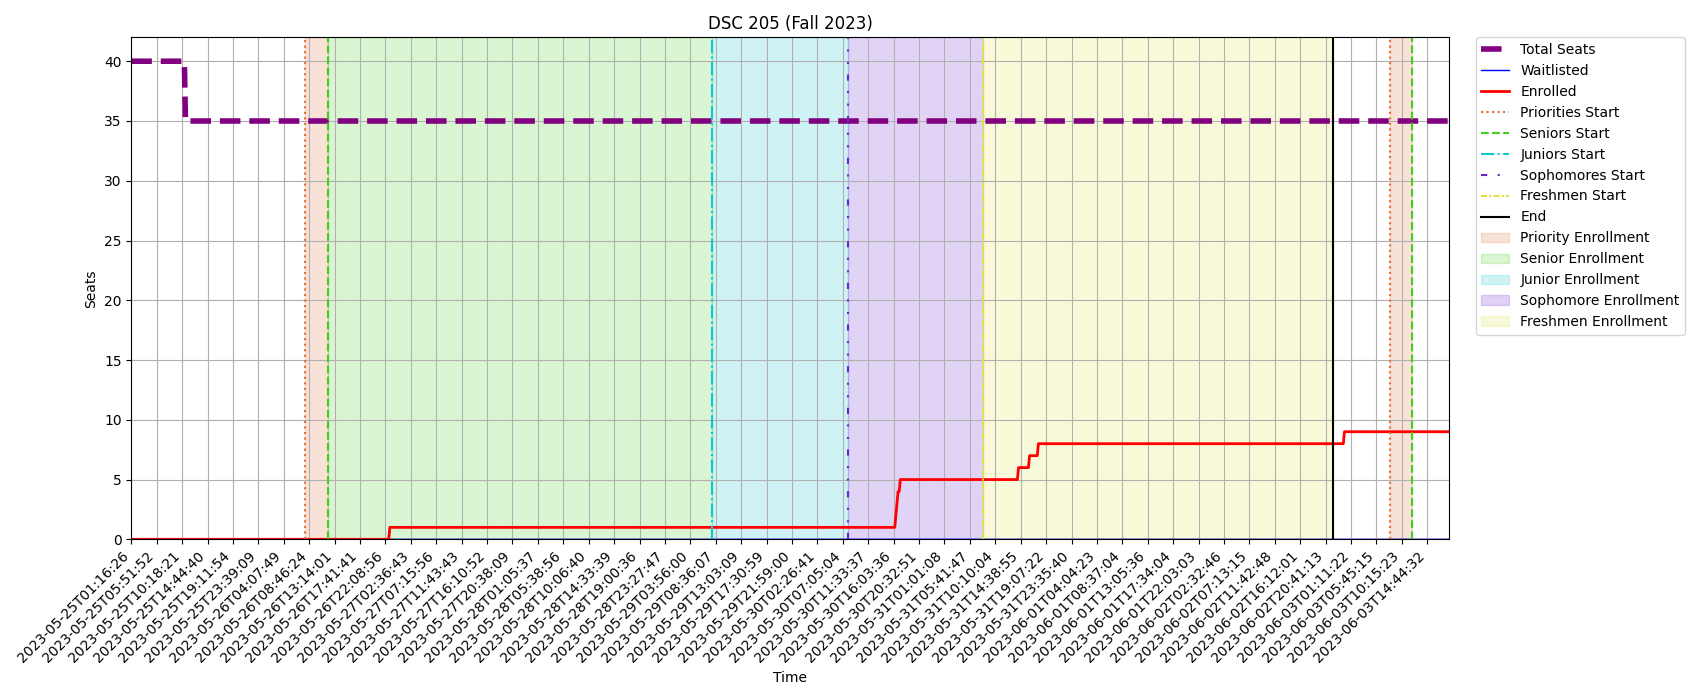 DSC 205 (Fall 2023)
Seats
40
35
30
25
20
15
10
5
0
2023-05-25T01:16:26
2023-05-25T05:51:52
2023-05-25T10:18:21
2023-05-25T14:44:40
2023-05-25T19:11:54
2023-05-25T23:39:09
2023-05-26T04:07:49
2023-05-26T08:46:24
2023-05-26T13:14:01
2023-05-26T17:41:41
2023-05-26T22:08:56
2023-05-27T02:36:43
2023-05-27T07:15:56
2023-05-27T11:43:43
2023-05-27T16:10:52
2023-05-27T20:38:09
2023-05-28T01:05:37
2023-05-28T05:38:56
2023-05-28T10:06:40
2023-05-28T14:33:39
2023-05-28T19:00:36
2023-05-28T23:27:47
2023-05-29T03:56:00
2023-05-29T08:36:07
2023-05-29T13:03:09
2023-05-29T17:30:59
2023-05-29T21:59:00
2023-05-30T02:26:41
2023-05-30T07:05:04
2023-05-30T11:33:37
2023-05-30T16:03:36
2023-05-30T20:32:51
2023-05-31T01:01:08
2023-05-31T05:41:47
2023-05-31T10:10:04
2023-05-31T14:38:55
2023-05-31T19:07:22
2023-05-31T23:35:40
2023-06-01T04:04:23
2023-06-01T08:37:04
2023-06-01T13:05:36
2023-06-01T17:34:04
2023-06-01T22:03:03
2023-06-02T02:32:46
2023-06-02T07:13:15
2023-06-02T11:42:48
2023-06-02T16:12:01
2023-06-02T20:41:13
2023-06-03T01:11:22
2023-06-03T05:45:15
2023-06-03T10:15:23
2023-06-03T14:44:32
Time
Total Seats
Waitlisted
Enrolled
Priorities Start
Seniors Start
Juniors Start
Sophomores Start
Freshmen Start
End
Priority Enrollment
Senior Enrollment
Junior Enrollment
Sophomore Enrollment
Freshmen Enrollment